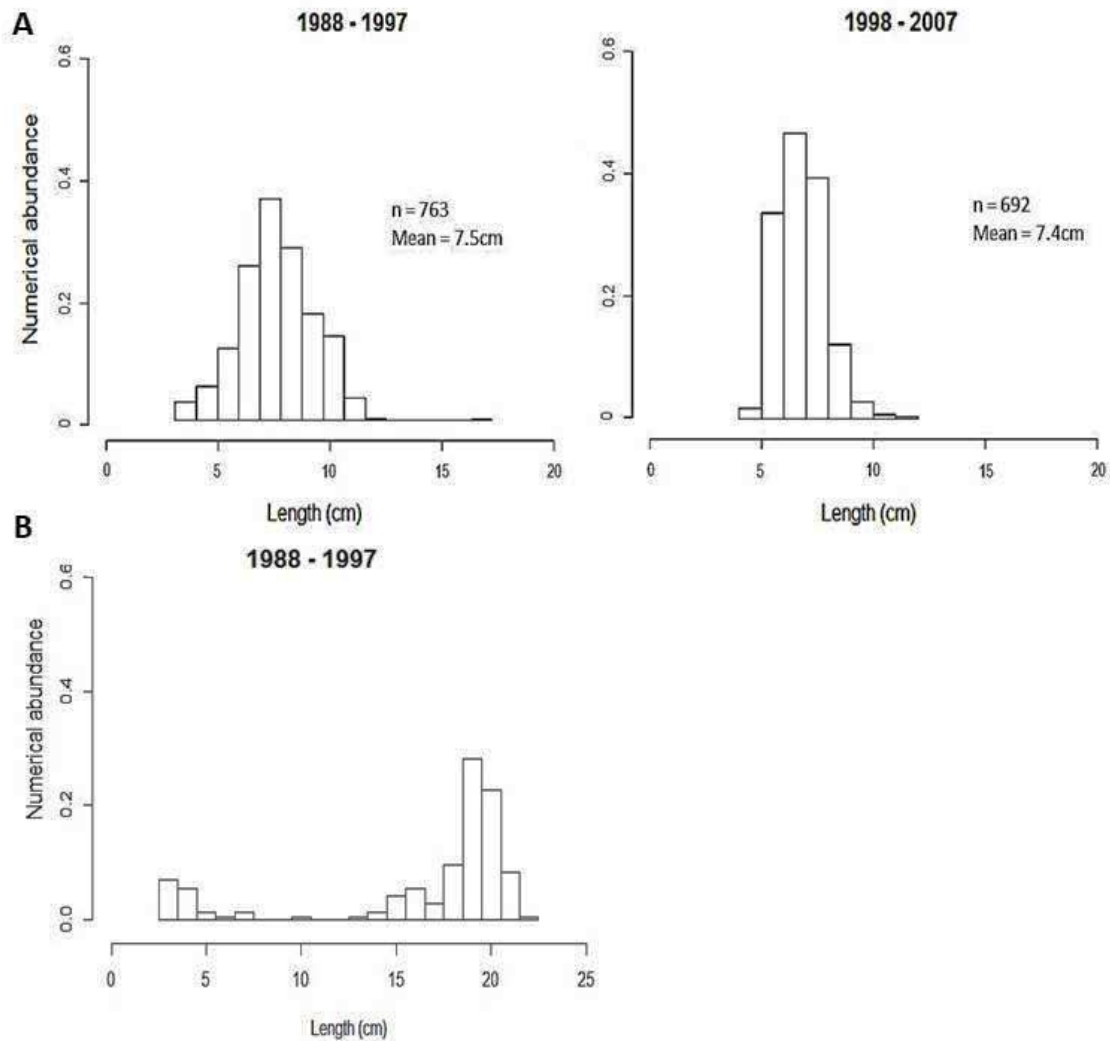 A
1988 - 1997
Numerical abundance
0.6
0.4
0.2
0
n = 763
Mean = 7.5cm
0 5 10 15 20
Length (cm)
1998 - 2007
0.6
0.4
0.2
0
n = 692
Mean = 7.4cm
0 5 10 15 20
Length (cm)
B
1988 - 1997
Numerical abundance
0.6
0.4
0.2
0.0
0 5 10 15 20 25
Length (cm)